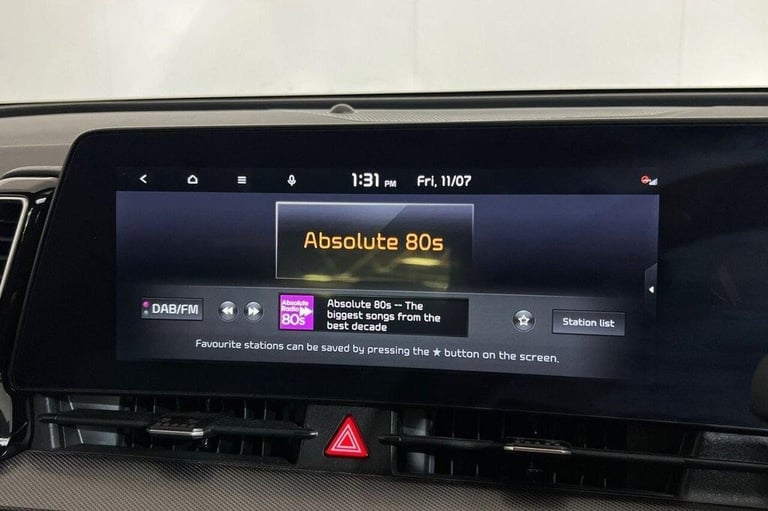 1:31 PM Fri, 11/07
Absolute 80s
DAB/FM
Absolute
Radio
80s
Absolute 80s -- The
biggest songs from the
best decade
Station list
Favourite stations can be saved by pressing the ★ button on the screen.